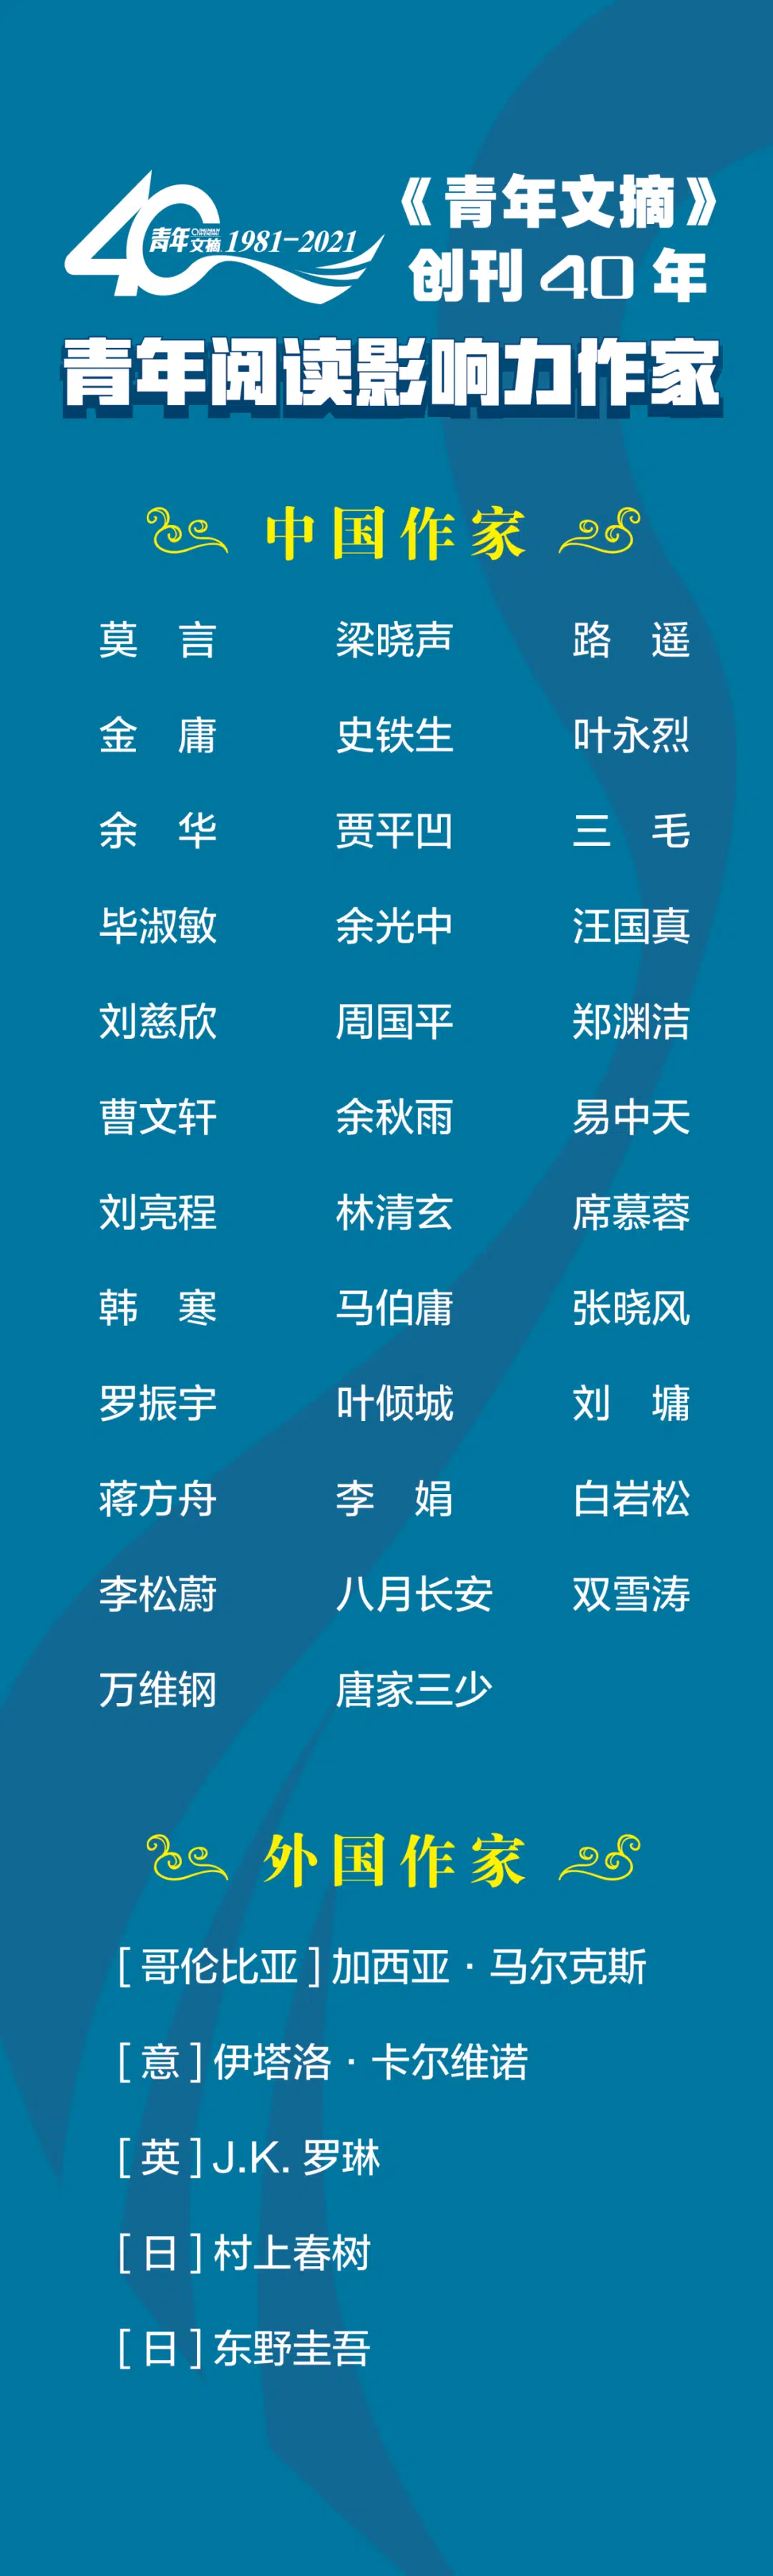 40
青年文摘 1981-2021
《青年文摘》
创刊40年
青年阅读影响力作家
中国作家
莫 言 梁晓声 路 遥
金 庸 史铁生 叶永烈
余 华 贾平凹 三 毛
毕淑敏 余光中 汪国真
刘慈欣 周国平 郑渊洁
曹文轩 余秋雨 易中天
刘亮程 林清玄 席慕蓉
韩 寒 马伯庸 张晓风
罗振宇 叶倾城 刘 墉
蒋方舟 李 娟 白岩松
李松蔚 八月长安 双雪涛
万维钢 唐家三少
外国作家
[哥伦比亚]加西亚·马尔克斯
[意]伊塔洛·卡尔维诺
[英]J.K. 罗琳
[日]村上春树
[日]东野圭吾